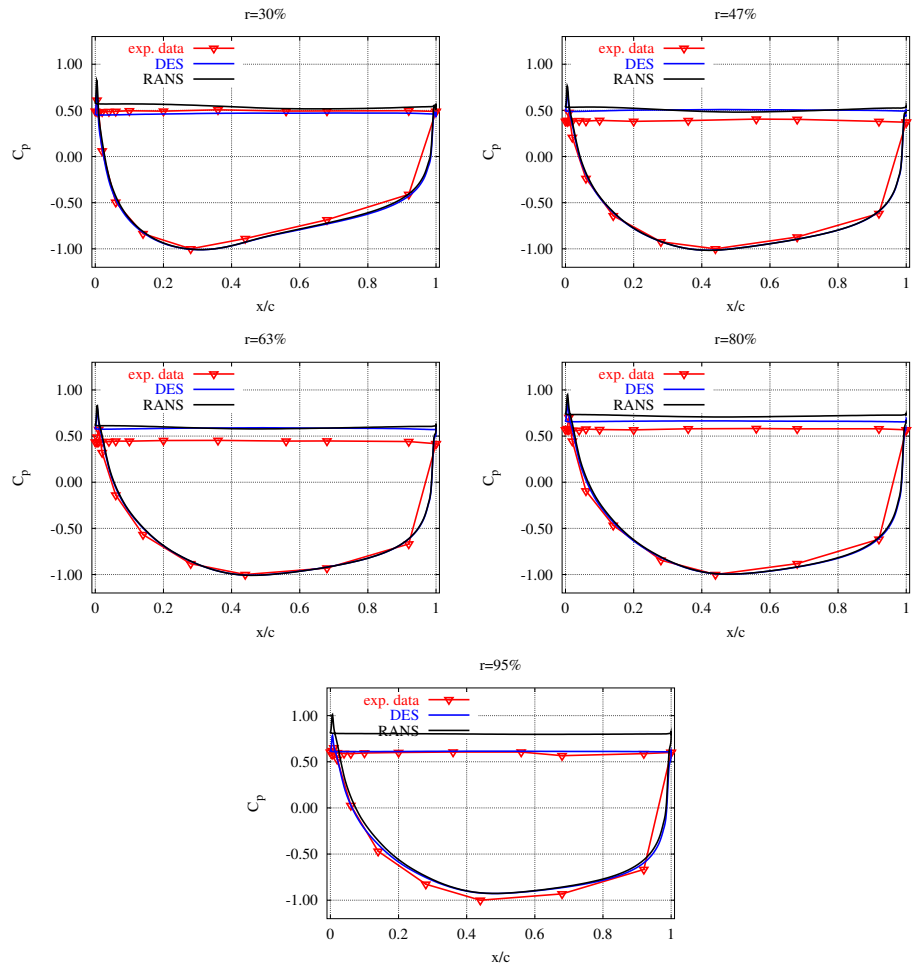 r=30%
exp. data
DES
RANS
1.00
0.50
0.00
-0.50
-1.00
C_p
0 0.2 0.4 0.6 0.8 1
x/c
r=47%
exp. data
DES
RANS
1.00
0.50
0.00
-0.50
-1.00
C_p
0 0.2 0.4 0.6 0.8 1
x/c
r=63%
exp. data
DES
RANS
1.00
0.50
0.00
-0.50
-1.00
C_p
0 0.2 0.4 0.6 0.8 1
x/c
r=80%
exp. data
DES
RANS
1.00
0.50
0.00
-0.50
-1.00
C_p
0 0.2 0.4 0.6 0.8 1
x/c
r=95%
exp. data
DES
RANS
1.00
0.50
0.00
-0.50
-1.00
C_p
0 0.2 0.4 0.6 0.8 1
x/c